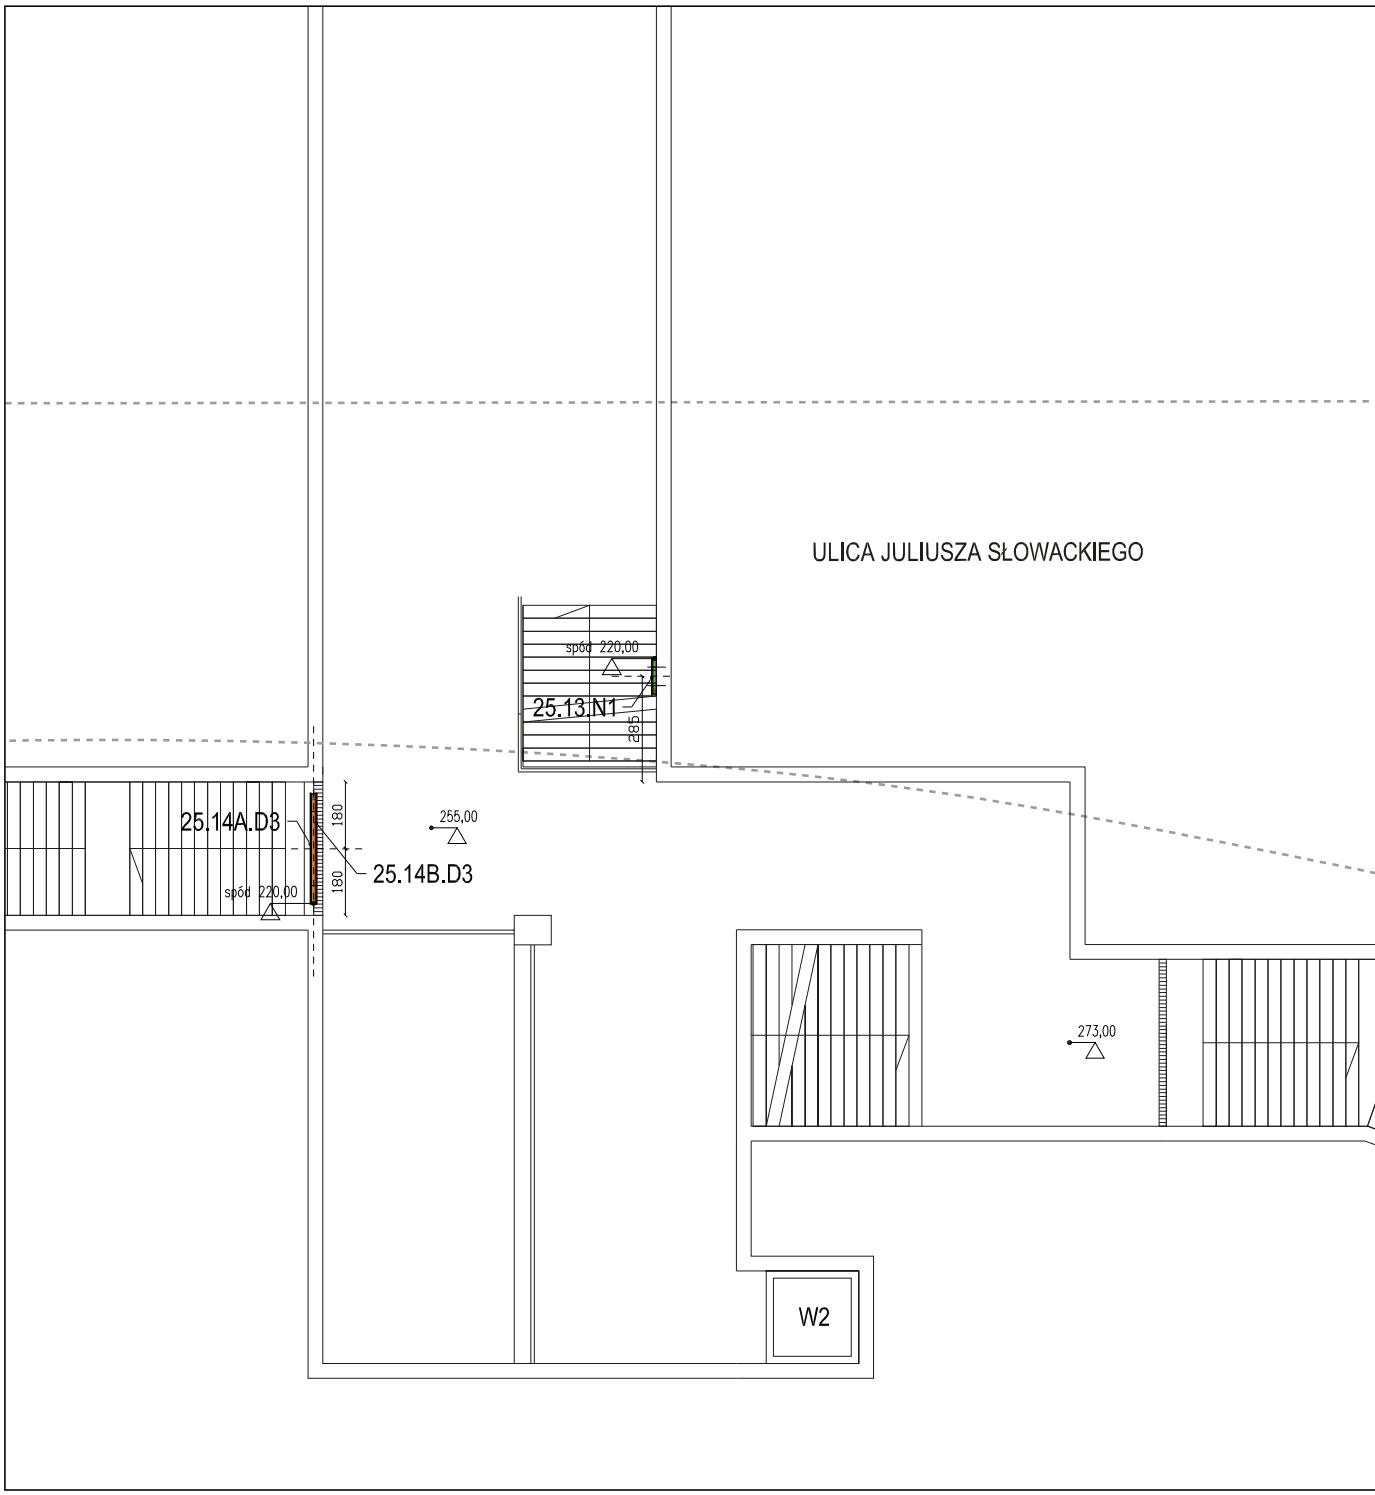 ULICA JULIUSZA SŁOWACKIEGO
spód 220,00
25.13.N1
285
180
25.14A.D3
255,00
25.14B.D3
180
spód 220,00
273,00
W2